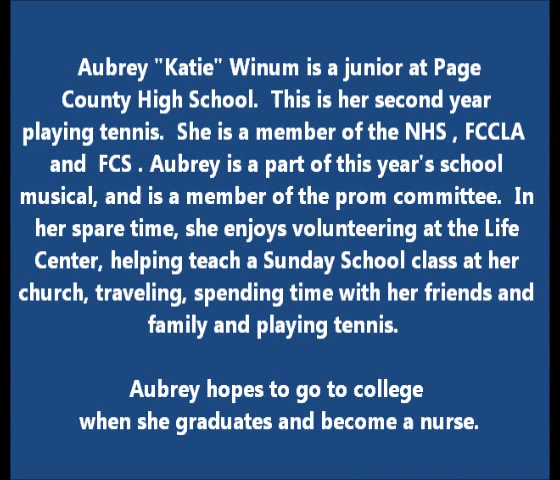 Aubrey "Katie" Winum is a junior at Page
County High School.  This is her second year
playing tennis.  She is a member of the NHS , FCCLA
and  FCS . Aubrey is a part of this year's school
musical, and is a member of the prom committee.  In
her spare time, she enjoys volunteering at the Life
Center, helping teach a Sunday School class at her
church, traveling, spending time with her friends and
family and playing tennis.
Aubrey hopes to go to college
when she graduates and become a nurse.